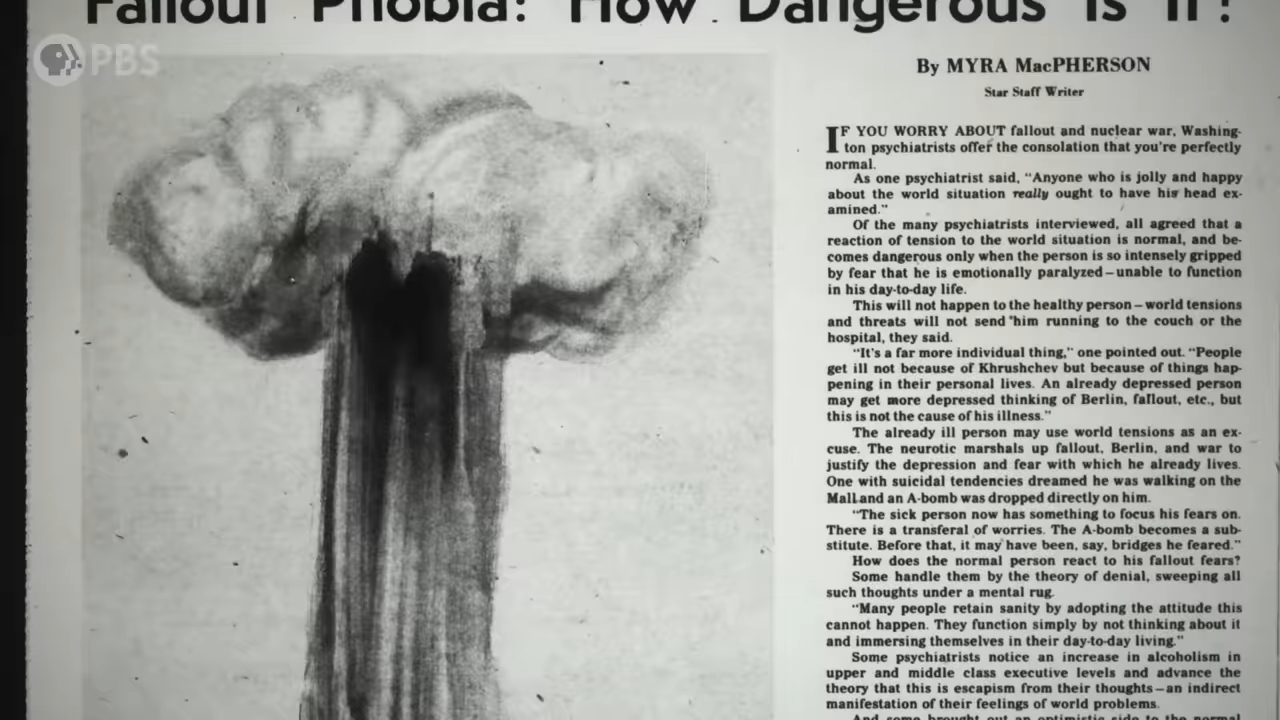 Fallout Phobia: How Dangerous Is It?
PBS
By MYRA MacPHERSON
Star Staff Writer
IF YOU WORRY ABOUT fallout and nuclear war, Washing-
ton psychiatrists offer the consolation that you're perfectly
normal.
As one psychiatrist said, "Anyone who is jolly and happy
about the world situation really ought to have his head ex-
amined."
Of the many psychiatrists interviewed, all agreed that a
reaction of tension to the world situation is normal, and be-
comes dangerous only when the person is so intensely gripped
by fear that he is emotionally paralyzed—unable to function
in his day-to-day life.
This will not happen to the healthy person—world tensions
and threats will not send him running to the couch or the
hospital, they said.
"It's a far more individual thing," one pointed out. "People
get ill not because of Khrushchev but because of things hap-
pening in their personal lives. An already depressed person
may get more depressed thinking of Berlin, fallout, etc., but
this is not the cause of his illness."
The already ill person may use world tensions as an ex-
cuse. The neurotic marshals up fallout, Berlin, and war to
justify the depression and fear with which he already lives.
One with suicidal tendencies dreamed he was walking on the
Mall and an A-bomb was dropped directly on him.
"The sick person now has something to focus his fears on.
There is a transferal of worries. The A-bomb becomes a sub-
stitute. Before that, it may have been, say, bridges he feared."
How does the normal person react to his fallout fears?
Some handle them by the theory of denial, sweeping all
such thoughts under a mental rug.
"Many people retain sanity by adopting the attitude this
cannot happen. They function simply by not thinking about it
and immersing themselves in their day-to-day living."
Some psychiatrists notice an increase in alcoholism in
upper and middle class executive levels and advance the
theory that this is escapism from their thoughts—an indirect
manifestation of their feelings of world problems.
And some brought out an optimistic side to the normal